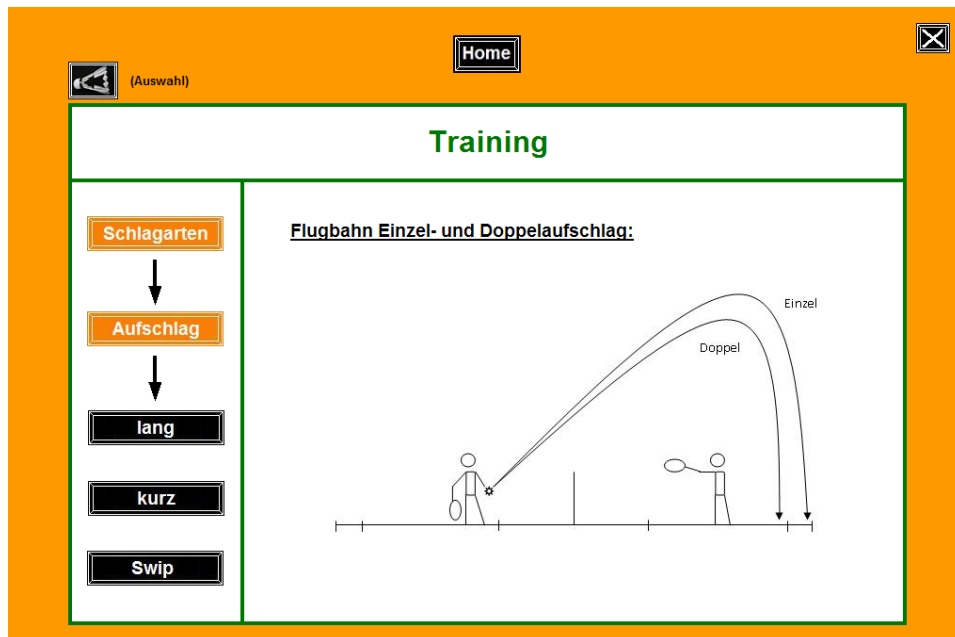 Home
(Auswahl)
Training
Schlagarten
Aufschlag
lang
kurz
Swip
Flugbahn Einzel- und Doppelaufschlag:
Einzel
Doppel